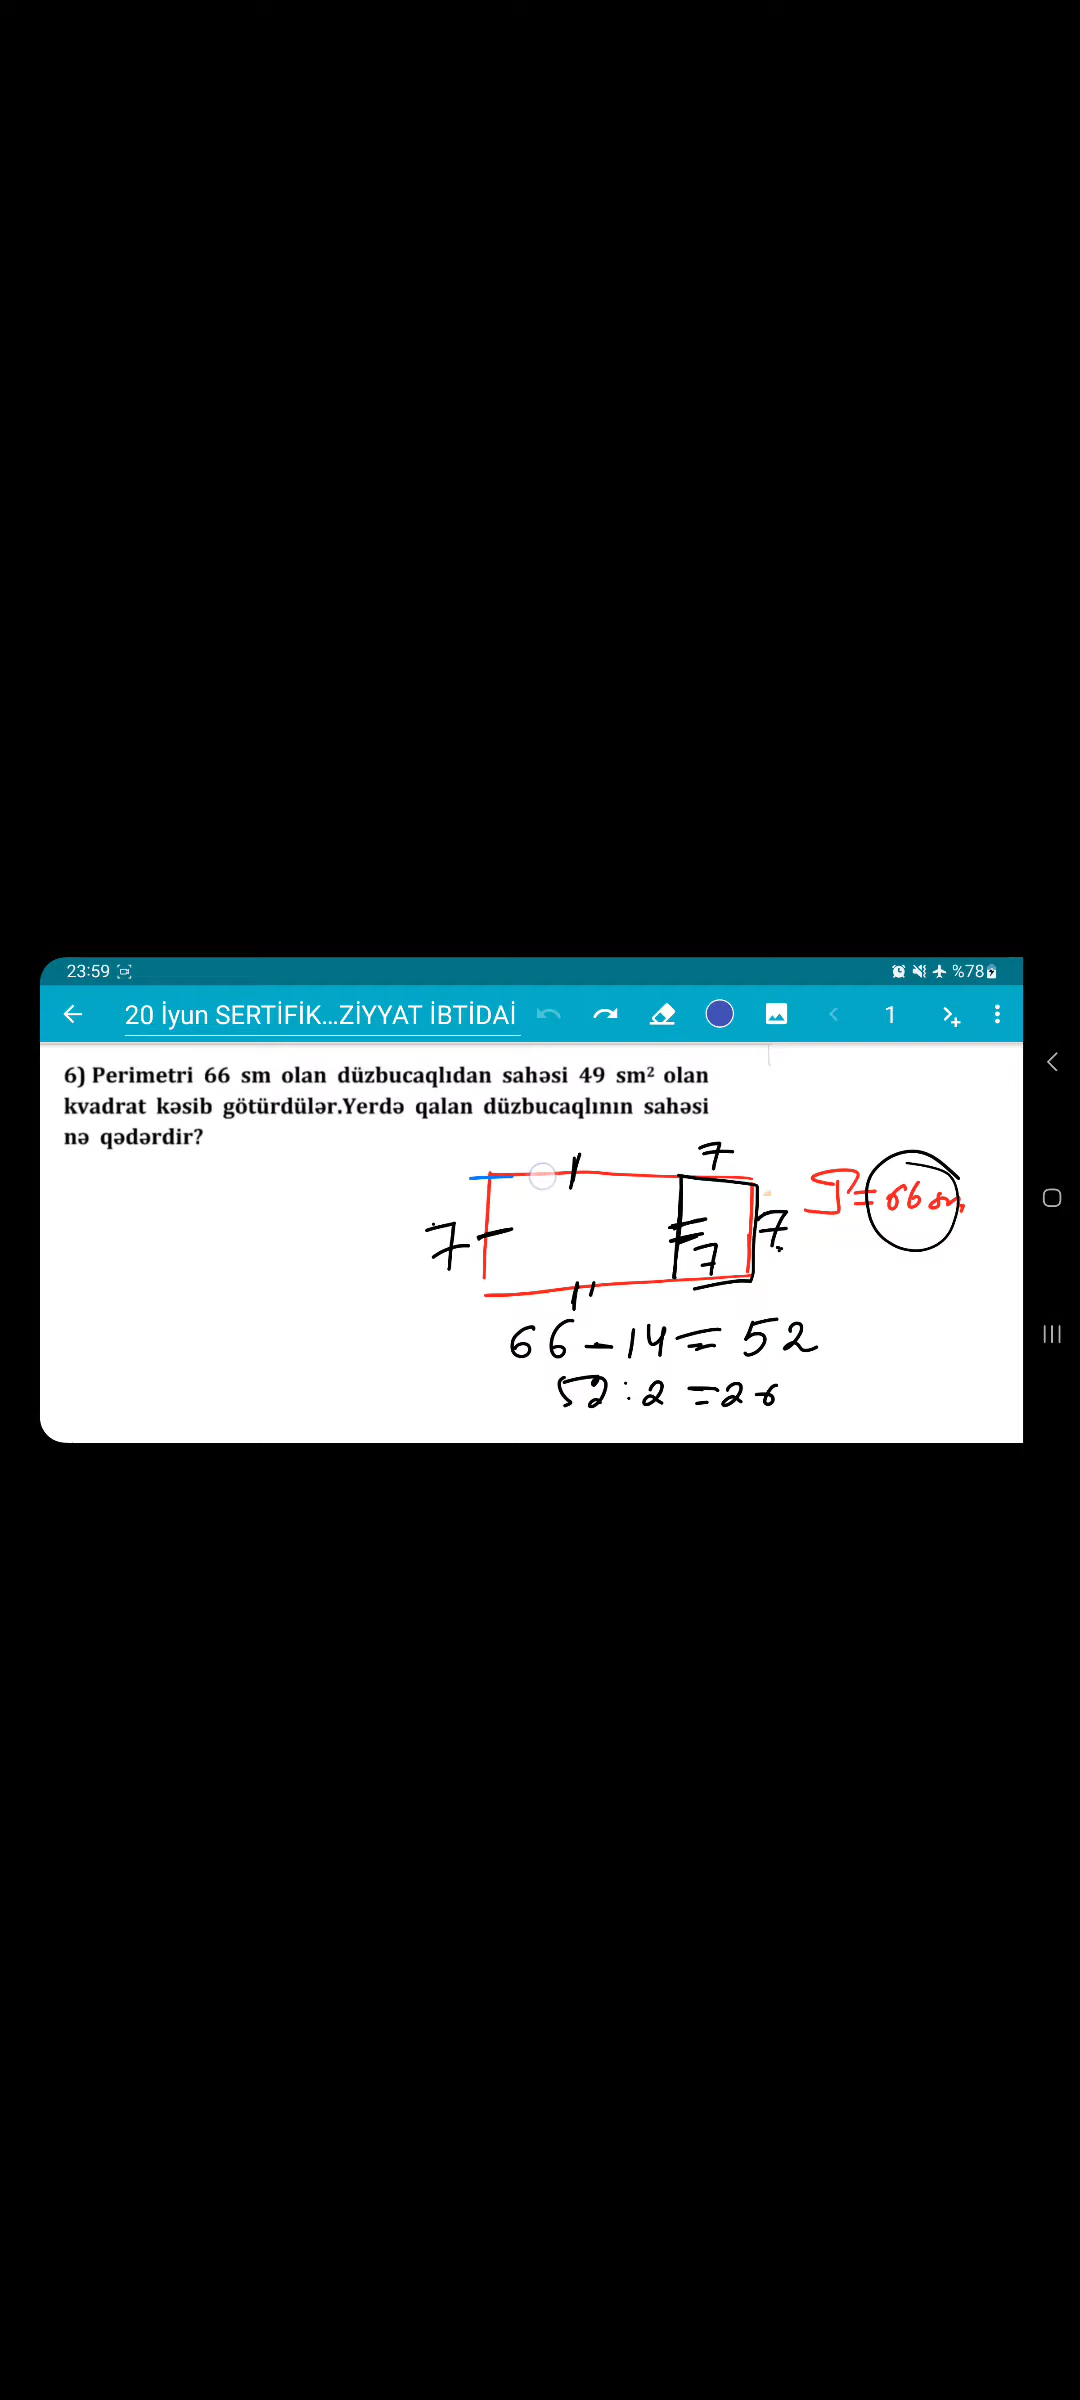 23:59 %78
20 İyun SERTİFİK...ZİYYAT İBTİDAİ 1
6) Perimetri 66 sm olan düzbucaqlıdan sahəsi 49 sm² olan
kvadrat kəsib götürdülər.Yerdə qalan düzbucaqlının sahəsi
nə qədərdir?
7
P=66 sm
7 7
7
66-14=52
52:2=26